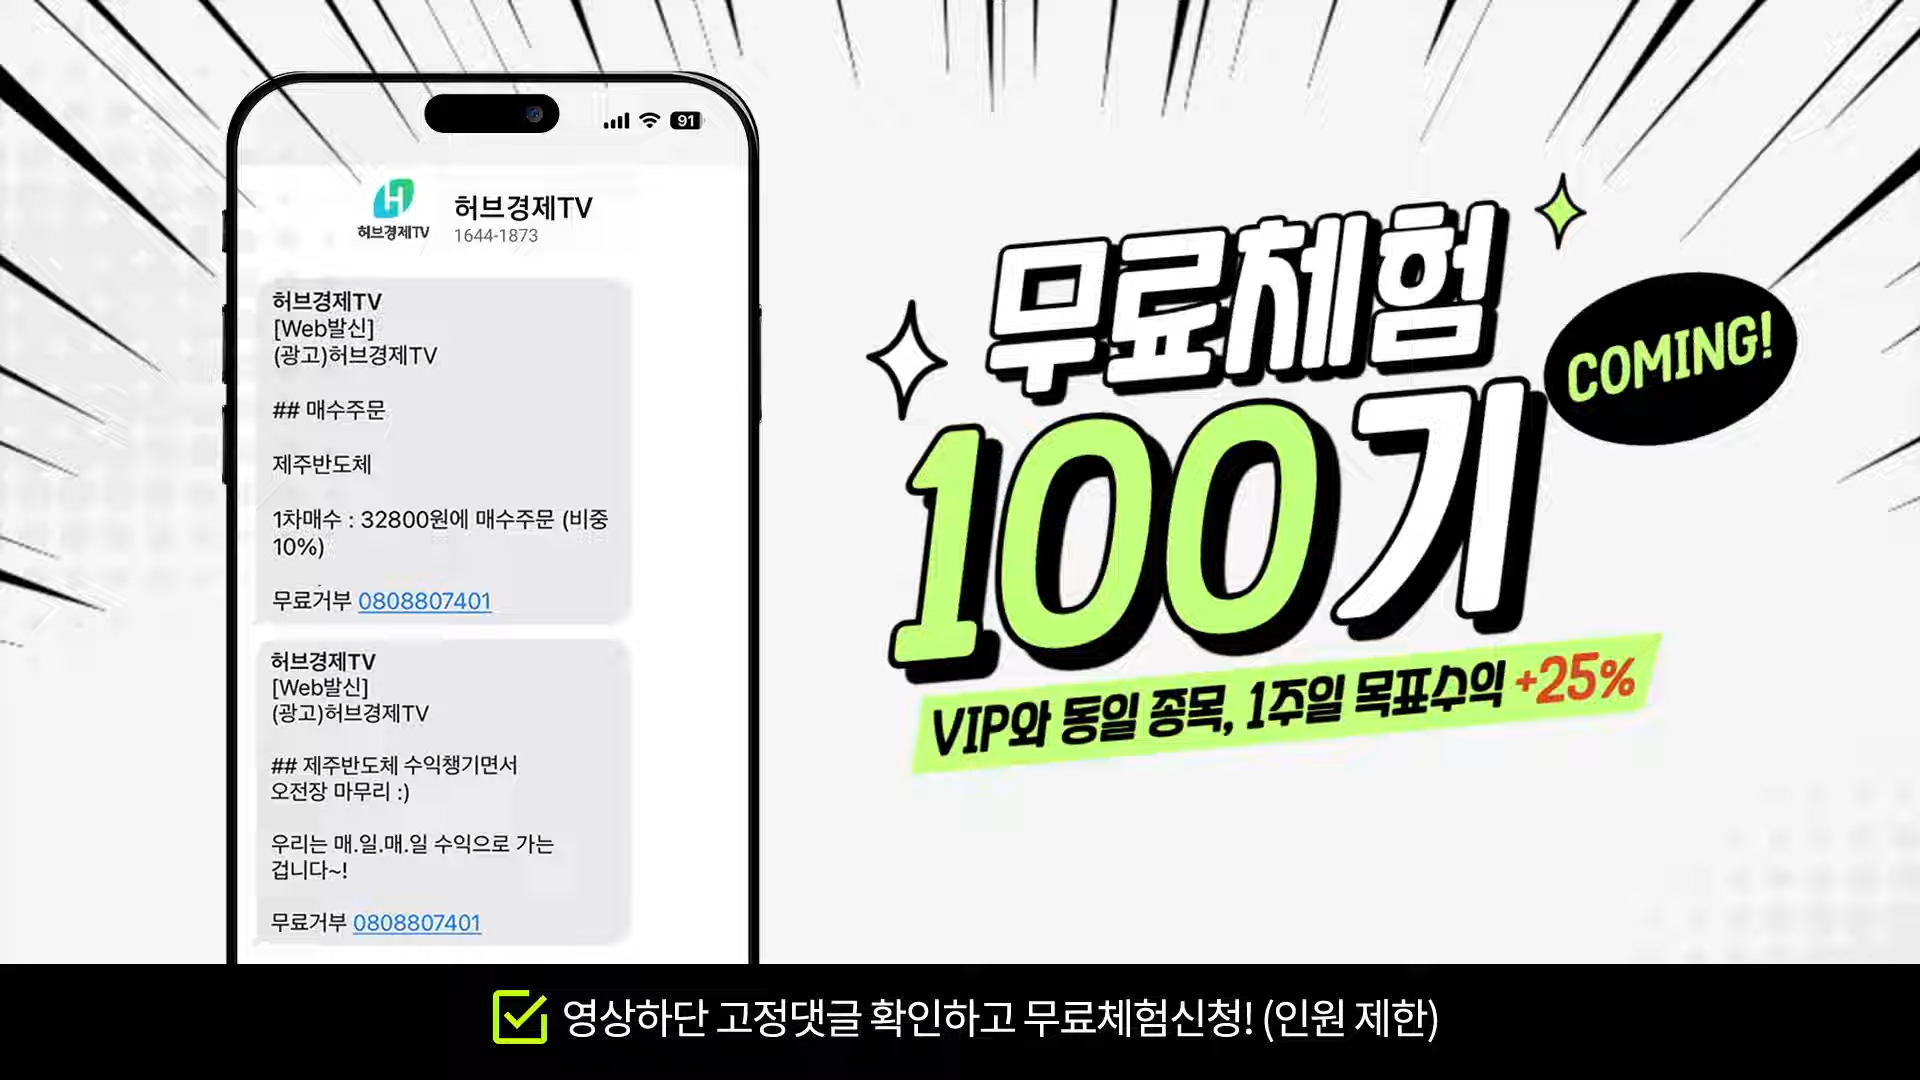 91
허브경제TV
허브경제TV
1644-1873
허브경제TV
[Web발신]
(광고)허브경제TV
## 매수주문
제주반도체
1차매수 : 32800원에 매수주문 (비중
10%)
무료거부 0808807401
허브경제TV
[Web발신]
(광고)허브경제TV
## 제주반도체 수익챙기면서
오전장 마무리 :)
우리는 매.일.매.일 수익으로 가는
겁니다~!
무료거부 0808807401
무료체험
100기
COMING!
VIP와 동일 종목, 1주일 목표수익 +25%
영상하단 고정댓글 확인하고 무료체험신청! (인원 제한)